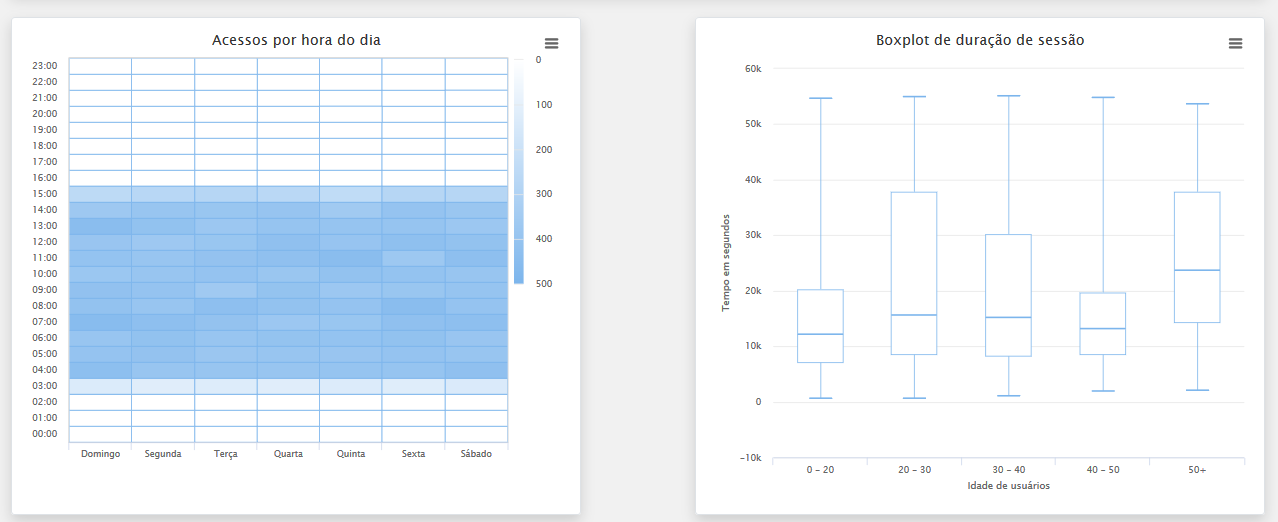 Acessos por hora do dia
23:00
22:00
21:00
20:00
19:00
18:00
17:00
16:00
15:00
14:00
13:00
12:00
11:00
10:00
09:00
08:00
07:00
06:00
05:00
04:00
03:00
02:00
01:00
00:00
Domingo Segunda Terça Quarta Quinta Sexta Sábado
0
100
200
300
400
500
Boxplot de duração de sessão
Tempo em segundos
60k
50k
40k
30k
20k
10k
0
-10k
0 - 20 20 - 30 30 - 40 40 - 50 50+
Idade de usuários